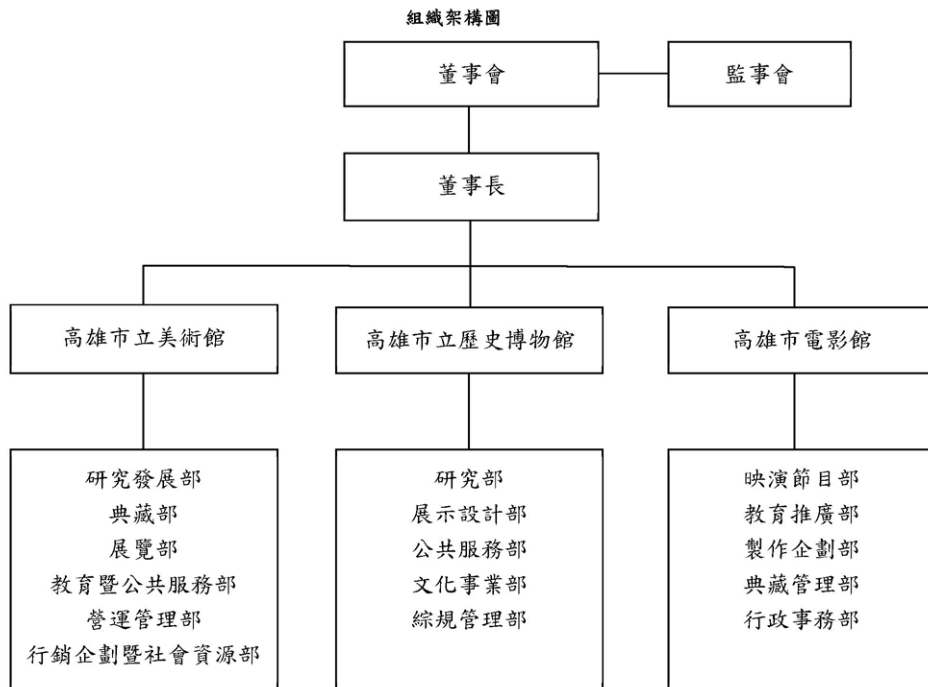 組織架構圖
董事會
監事會
董事長
高雄市立美術館
高雄市立歷史博物館
高雄市電影館
研究發展部
典藏部
展覽部
教育暨公共服務部
營運管理部
行銷企劃暨社會資源部
研究部
展示設計部
公共服務部
文化事業部
綜規管理部
映演節目部
教育推廣部
製作企劃部
典藏管理部
行政事務部